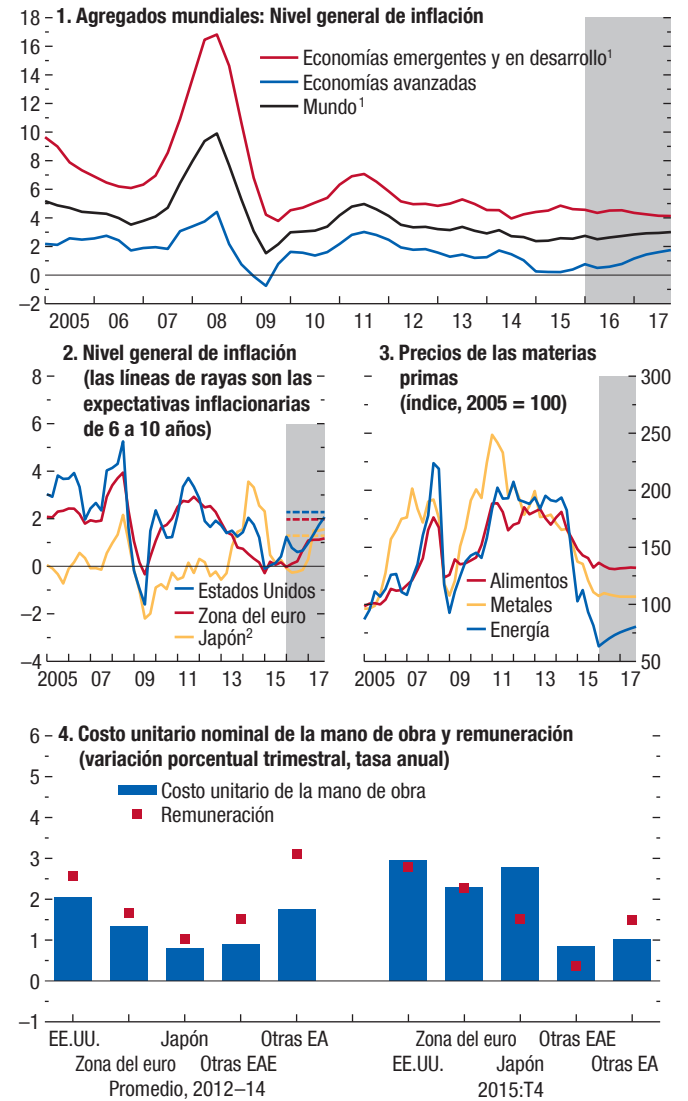 1. Agregados mundiales: Nivel general de inflación
18
16
14
12
10
8
6
4
2
0
–2
Economías emergentes y en desarrollo¹
Economías avanzadas
Mundo¹
2005 06 07 08 09 10 11 12 13 14 15 16 17
2. Nivel general de inflación
(las líneas de rayas son las
expectativas inflacionarias
de 6 a 10 años)
8
6
4
2
0
–2
–4
Estados Unidos
Zona del euro
Japón²
2005 07 09 11 13 15 17
3. Precios de las materias
primas
(índice, 2005 = 100)
300
250
200
150
100
50
Alimentos
Metales
Energía
2005 07 09 11 13 15 17
4. Costo unitario nominal de la mano de obra y remuneración
(variación porcentual trimestral, tasa anual)
6
5
4
3
2
1
0
–1
Costo unitario de la mano de obra
Remuneración
EE.UU. Japón Otras EA Zona del euro Otras EAE
Zona del euro Otras EAE EE.UU. Japón Otras EA
Promedio, 2012–14 2015:T4